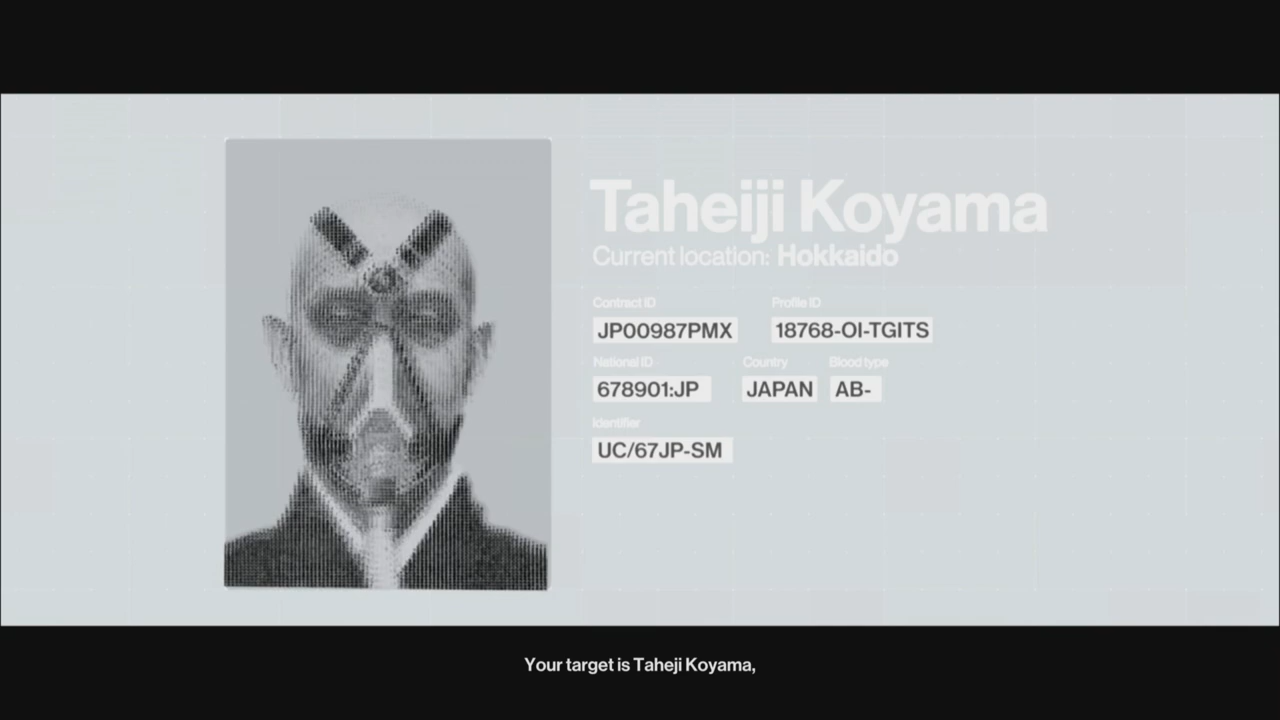 Taheiji Koyama
Current location: Hokkaido
Contract ID
Profile ID
JP00987PMX
18768-OI-TGITS
National ID
Country
Blood type
678901:JP
JAPAN
AB-
Identifier
UC/67JP-SM
Your target is Taheji Koyama,